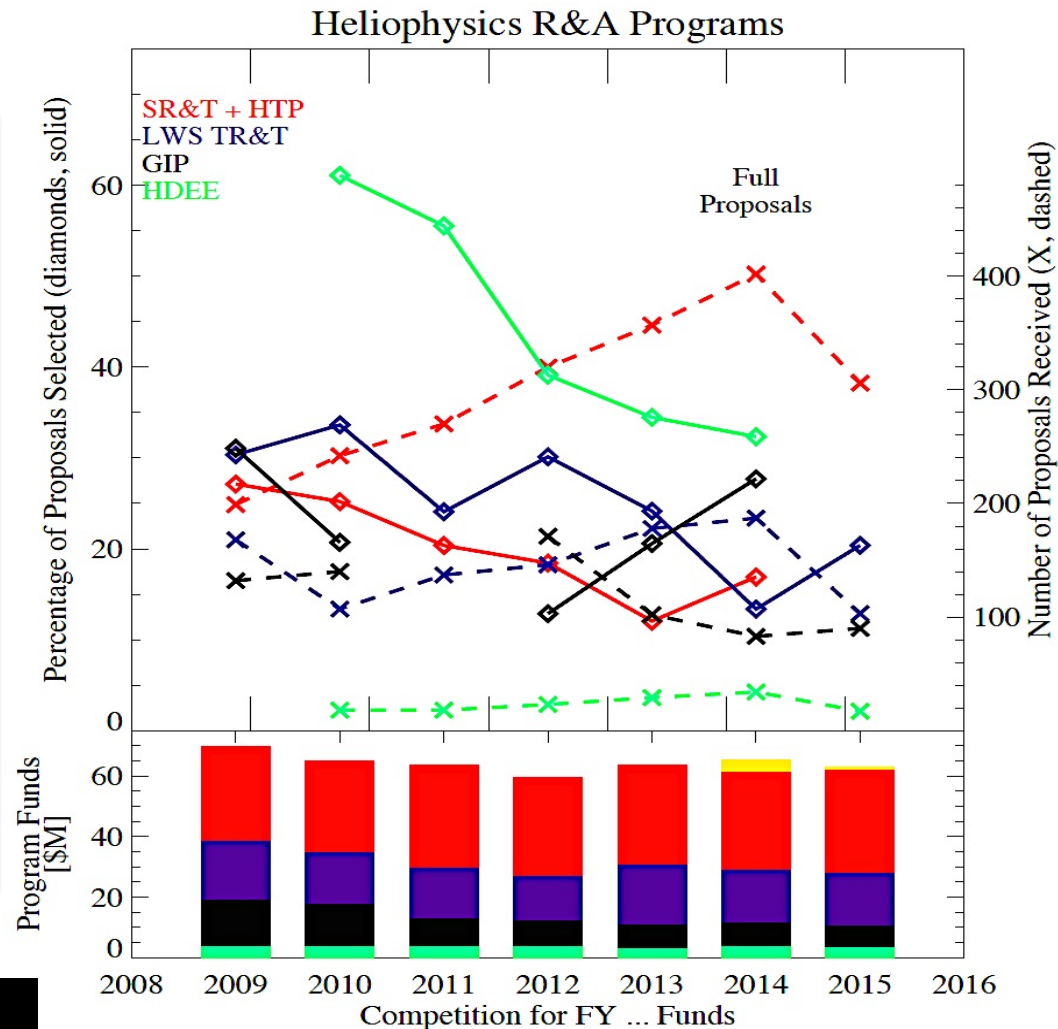 Heliophysics R&A Programs
Percentage of Proposals Selected (diamonds, solid)
60
40
20
0
SR&T + HTP
LWS TR&T
GIP
HDEE
Full
Proposals
400
300
200
100
Number of Proposals Received (X, dashed)
Program Funds
[$M]
60
40
20
0
2008 2009 2010 2011 2012 2013 2014 2015 2016
Competition for FY ... Funds